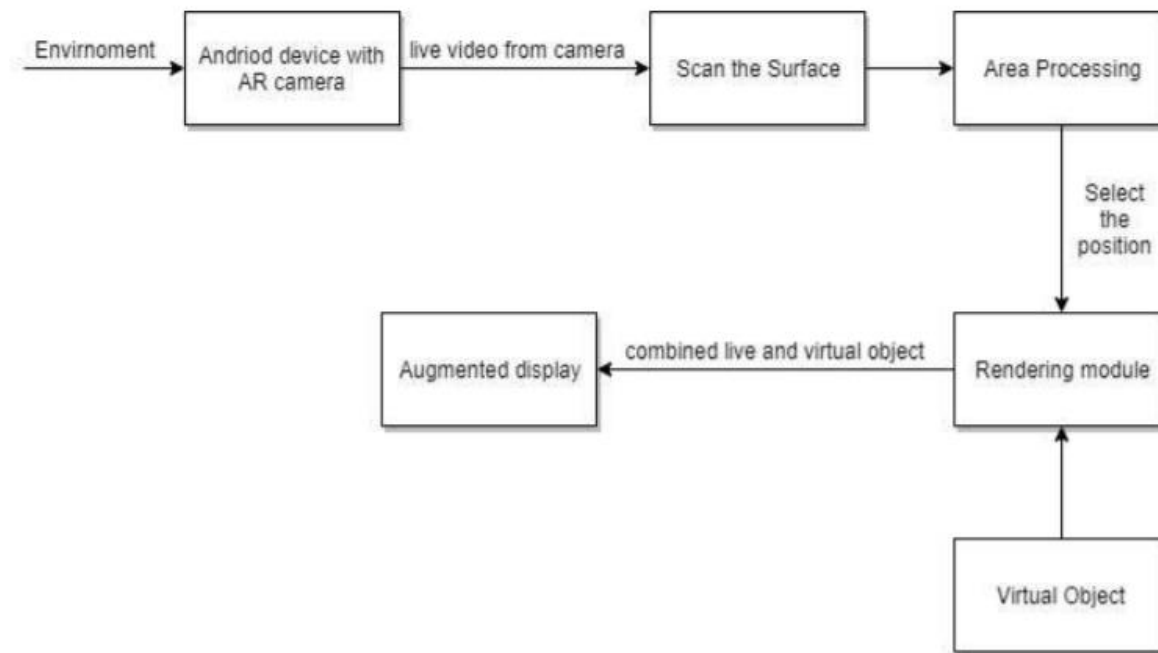 Envirnoment
Andriod device with
AR camera
live video from camera
Scan the Surface
Area Processing
Select
the
position
Augmented display
combined live and virtual object
Rendering module
Virtual Object